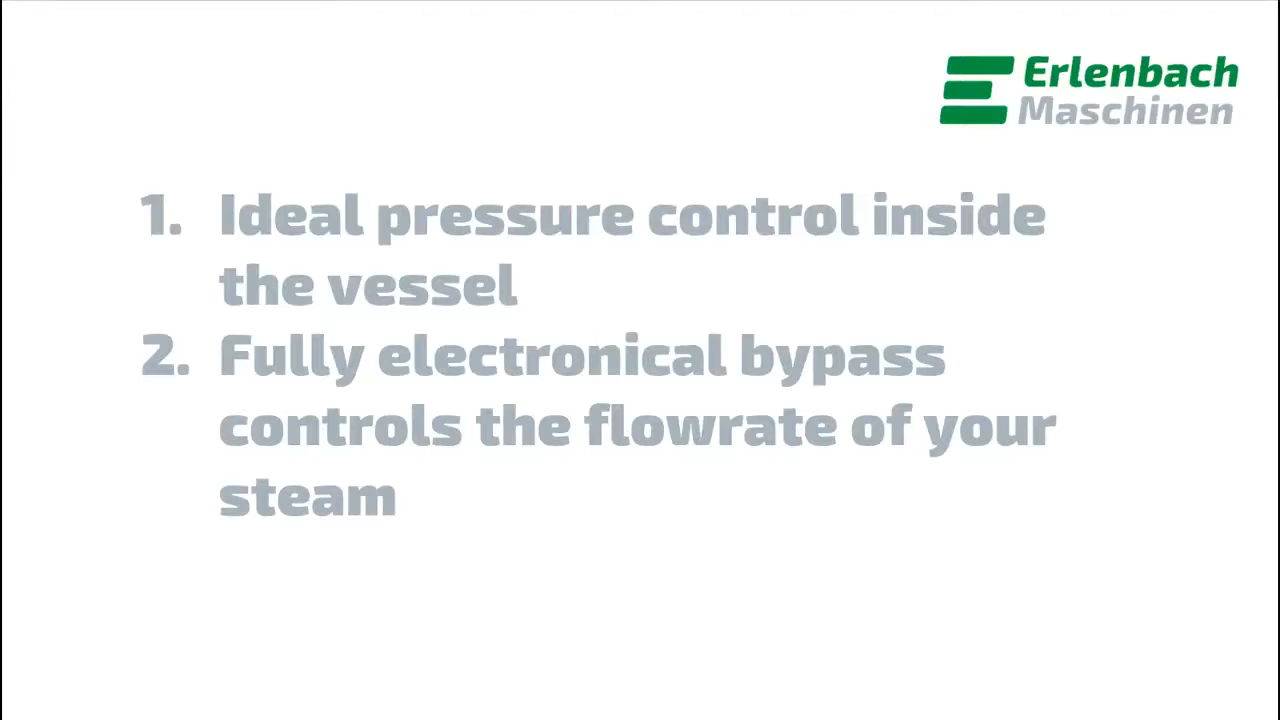 Erlenbach
Maschinen
1. Ideal pressure control inside
the vessel
2. Fully electronical bypass
controls the flowrate of your
steam